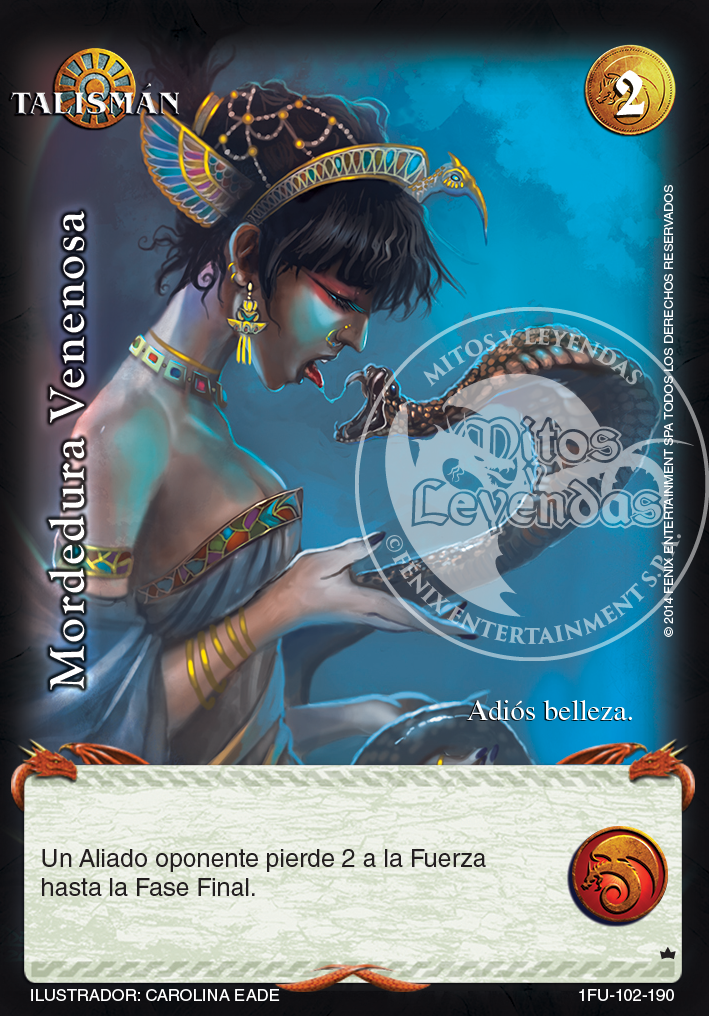 TALISMÁN
2
Mordedura Venenosa
© 2014 FENIX ENTERTAINMENT SPA TODOS LOS DERECHOS RESERVADOS
MITOS Y LEYENDAS
Mitos
Leyendas
© FENIX ENTERTAINMENT S.P.A.
Adiós belleza.
Un Aliado oponente pierde 2 a la Fuerza
hasta la Fase Final.
ILUSTRADOR: CAROLINA EADE
1FU-102-190